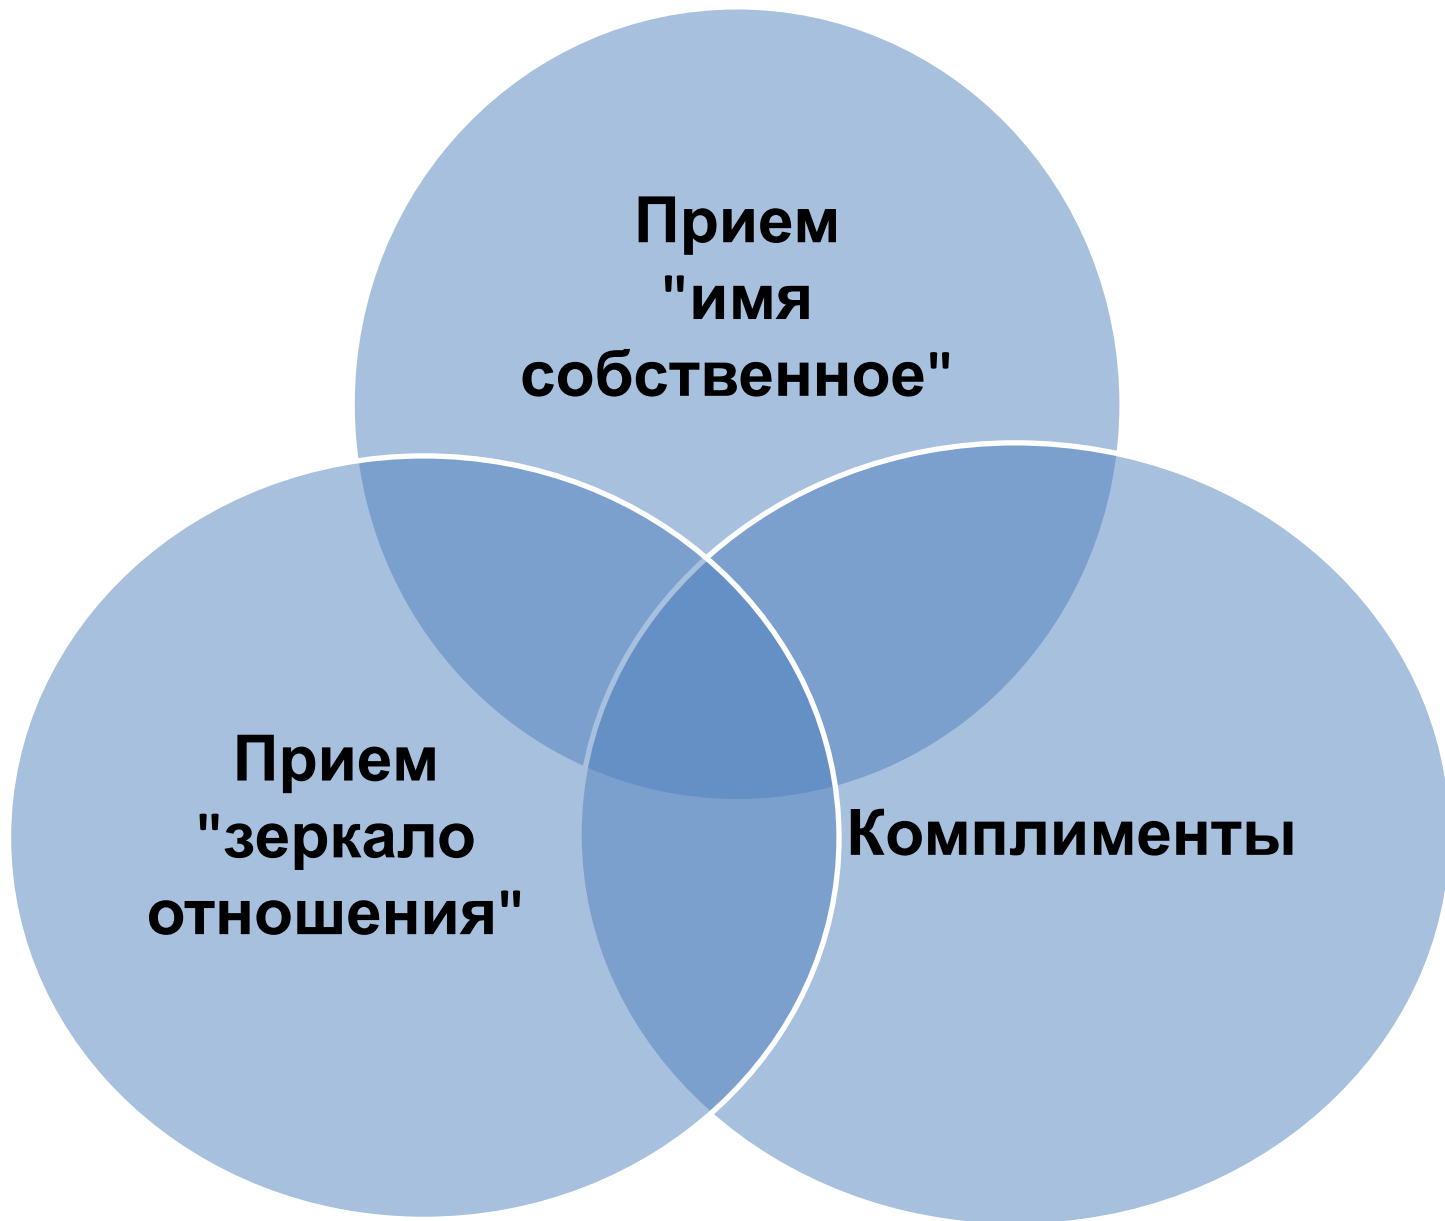 Прием
"имя
собственное"
Прием
"зеркало
отношения"
Комплименты